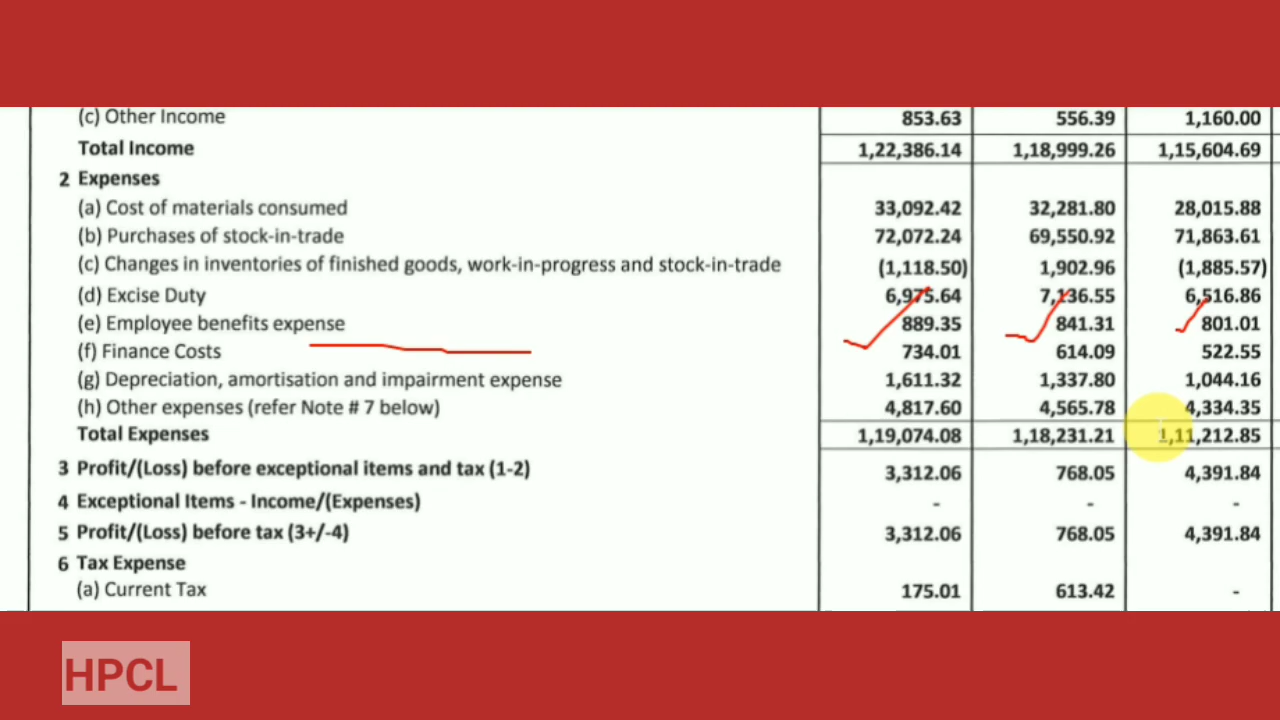 (c) Other Income 853.63 556.39 1,160.00
Total Income 1,22,386.14 1,18,999.26 1,15,604.69
2 Expenses
(a) Cost of materials consumed 33,092.42 32,281.80 28,015.88
(b) Purchases of stock-in-trade 72,072.24 69,550.92 71,863.61
(c) Changes in inventories of finished goods, work-in-progress and stock-in-trade (1,118.50) 1,902.96 (1,885.57)
(d) Excise Duty 6,975.64 7,136.55 6,516.86
(e) Employee benefits expense 889.35 841.31 801.01
(f) Finance Costs 734.01 614.09 522.55
(g) Depreciation, amortisation and impairment expense 1,611.32 1,337.80 1,044.16
(h) Other expenses (refer Note # 7 below) 4,817.60 4,565.78 4,334.35
Total Expenses 1,19,074.08 1,18,231.21 1,11,212.85
3 Profit/(Loss) before exceptional items and tax (1-2) 3,312.06 768.05 4,391.84
4 Exceptional Items - Income/(Expenses) - - -
5 Profit/(Loss) before tax (3+/-4) 3,312.06 768.05 4,391.84
6 Tax Expense
(a) Current Tax 175.01 613.42 -
HPCL